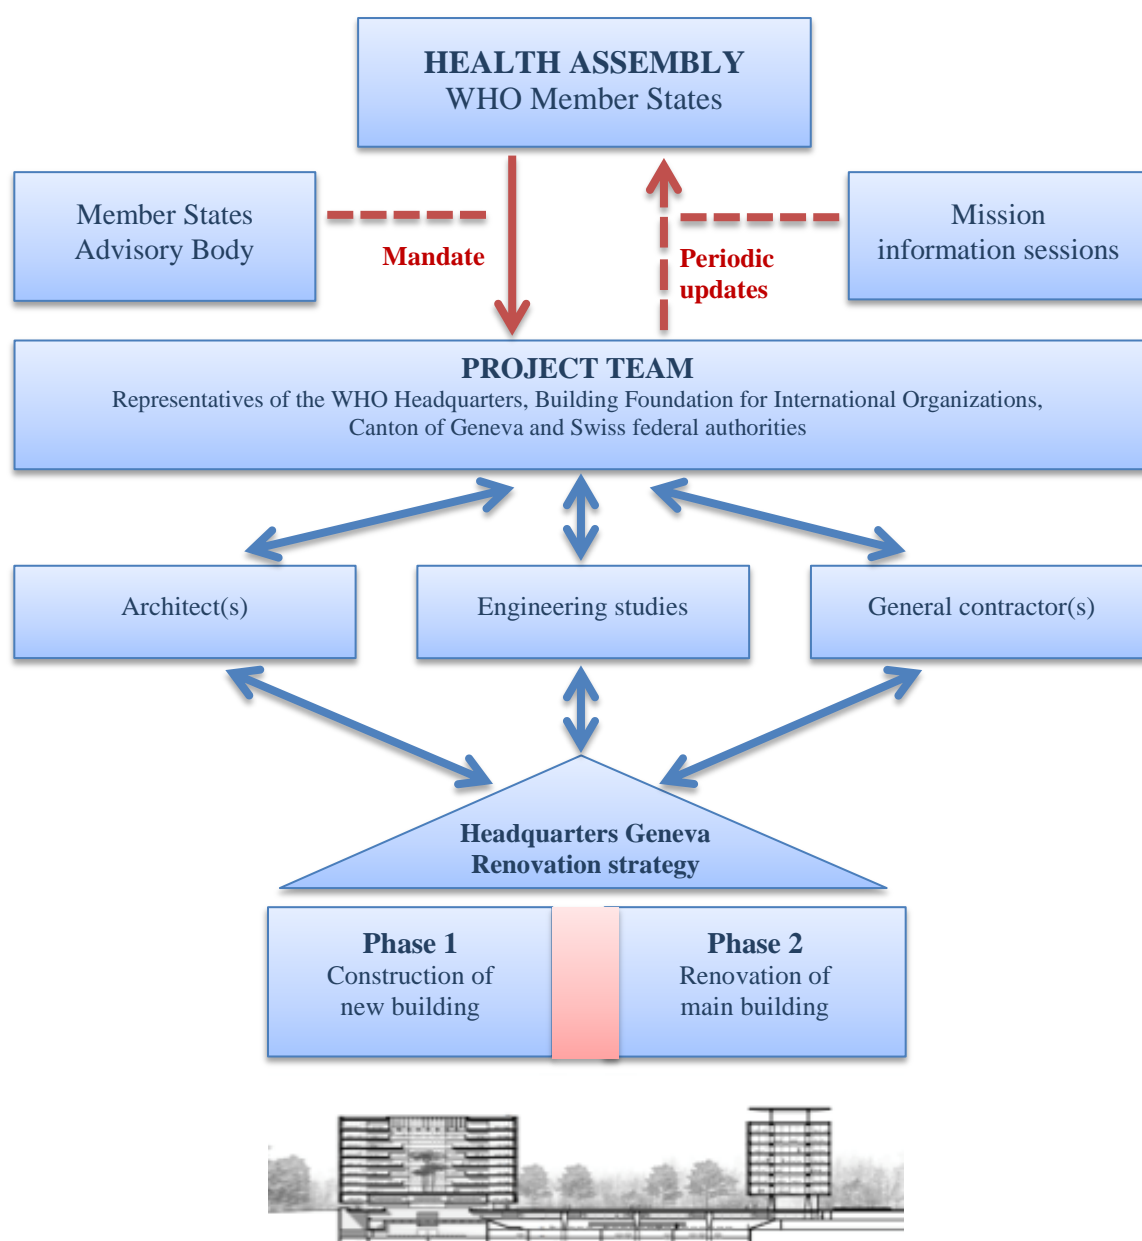 HEALTH ASSEMBLY
WHO Member States
Member States
Advisory Body
Mandate
Periodic
updates
Mission
information sessions
PROJECT TEAM
Representatives of the WHO Headquarters, Building Foundation for International Organizations,
Canton of Geneva and Swiss federal authorities
Architect(s)
Engineering studies
General contractor(s)
Headquarters Geneva
Renovation strategy
Phase 1
Construction of
new building
Phase 2
Renovation of
main building